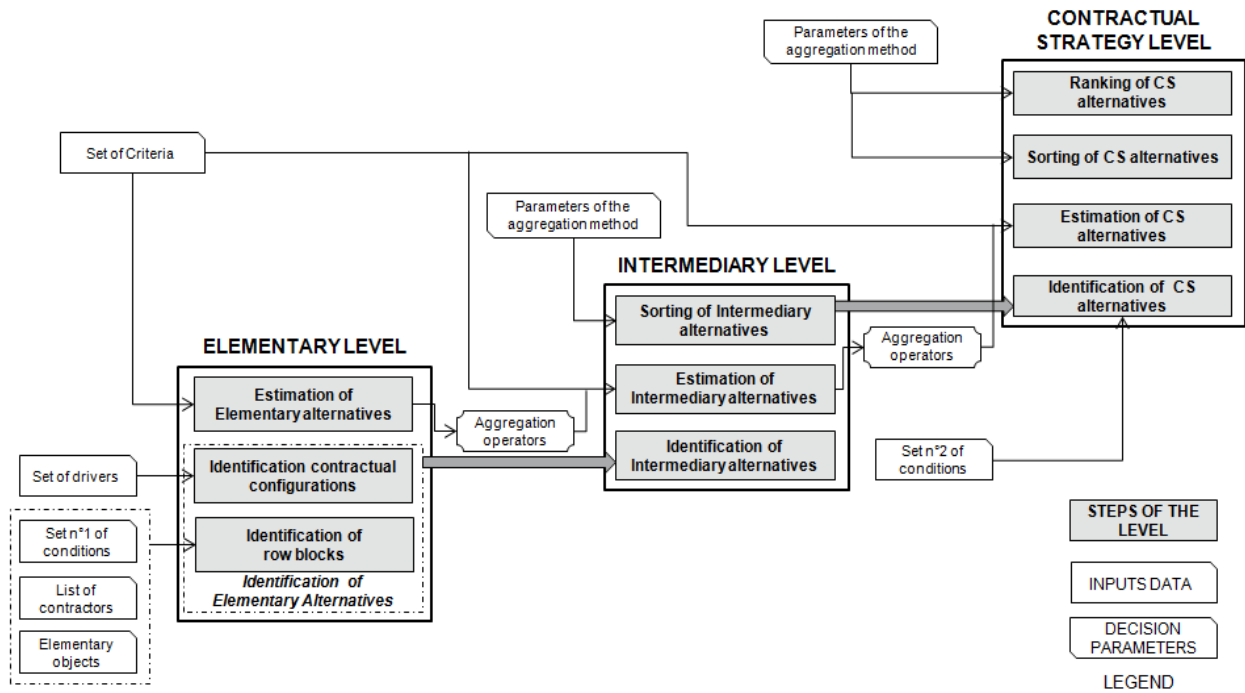 CONTRACTUAL
STRATEGY LEVEL
Parameters of the
aggregation method
Ranking of CS
alternatives
Sorting of CS alternatives
Estimation of CS
alternatives
Identification of CS
alternatives
Set of Criteria
Parameters of the
aggregation method
INTERMEDIARY LEVEL
Sorting of Intermediary
alternatives
Estimation of
Intermediary alternatives
Identification of
Intermediary alternatives
Aggregation
operators
ELEMENTARY LEVEL
Estimation of
Elementary alternatives
Aggregation
operators
Identification contractual
configurations
Identification of
row blocks
Identification of
Elementary Alternatives
Set of drivers
Set n°1 of
conditions
List of
contractors
Elementary
objects
Set n°2 of
conditions
STEPS OF THE
LEVEL
INPUTS DATA
DECISION
PARAMETERS
LEGEND